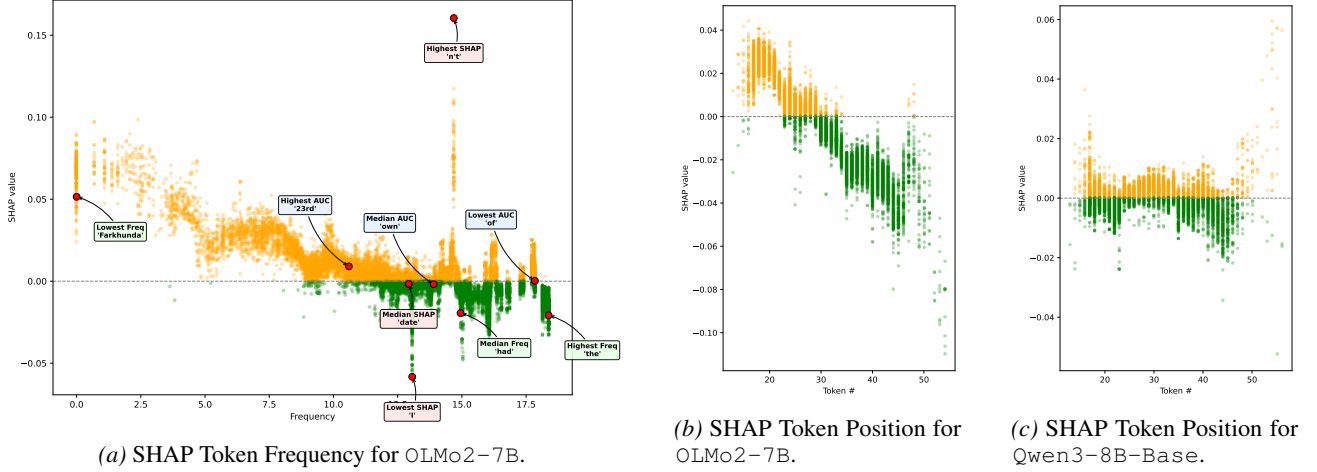 0.15
0.10
0.05
0.00
−0.05
SHAP value
Highest SHAP
'n't'
Highest AUC
'23rd'
Median AUC
'own'
Lowest AUC
'of'
Lowest Freq
'Farkhunda'
Median SHAP
'date'
Median Freq
'had'
Highest Freq
'the'
Lowest SHAP
'I'
0.0 2.5 5.0 7.5 10.0 15.0 17.5
Frequency
(a) SHAP Token Frequency for OLMo2-7B.
0.04
0.02
0.00
−0.02
−0.04
−0.06
−0.08
−0.10
SHAP value
20 30 40 50
Token #
(b) SHAP Token Position for
OLMo2-7B.
0.06
0.04
0.02
0.00
−0.02
−0.04
SHAP value
20 30 40 50
Token #
(c) SHAP Token Position for
Qwen3-8B-Base.